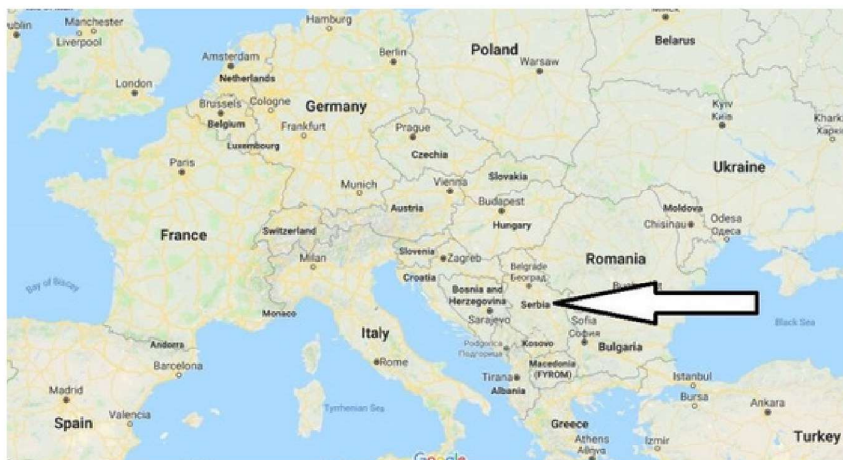 Manchester
Hamburg
Liverpool
Poland
Belarus
Amsterdam
Berlin
Warsaw
Netherlands
London
Brussels
Cologne
Germany
Київ
Belgium
Frankfurt
Prague
Luxembourg
Czechia
Ukraine
Paris
Slovakia
Munich
Vienna
Budapest
Austria
Moldova
Hungary
Chisinau
Odesa
Одеса
France
Switzerland
Slovenia
Zagreb
Romania
Milan
Croatia
Belgrade
Београд
Bay of Biscay
Bosnia and
Herzegovina
Serbia
Monaco
Sarajevo
Sofia
София
Black Sea
Italy
Andorra
Podgorica
Подгорица
Kosovo
Bulgaria
Barcelona
Rome
Macedonia
(FYROM)
Madrid
Tirana
Albania
Istanbul
Bursa
Ankara
Spain
Valencia
Tyrrhenian Sea
Greece
Athens
Αθήνα
Izmir
Turkey
Google